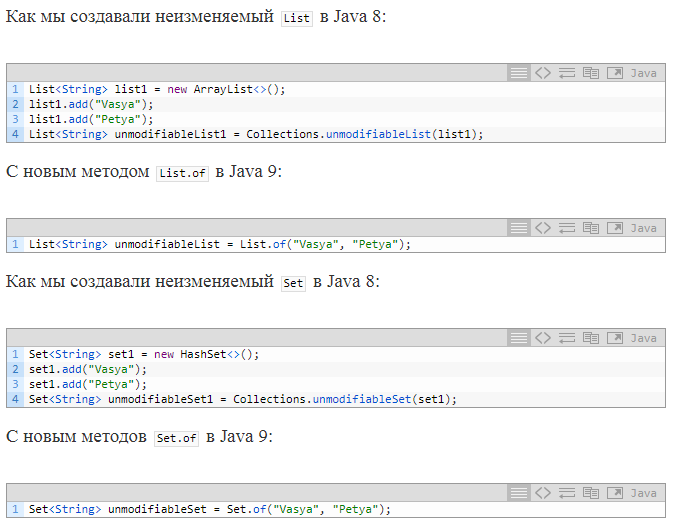 Как мы создавали неизменяемый List в Java 8:
Java
1 List<String> list1 = new ArrayList<>();
2 list1.add("Vasya");
3 list1.add("Petya");
4 List<String> unmodifiableList1 = Collections.unmodifiableList(list1);
С новым методом List.of в Java 9:
Java
1 List<String> unmodifiableList = List.of("Vasya", "Petya");
Как мы создавали неизменяемый Set в Java 8:
Java
1 Set<String> set1 = new HashSet<>();
2 set1.add("Vasya");
3 set1.add("Petya");
4 Set<String> unmodifiableSet1 = Collections.unmodifiableSet(set1);
С новым методов Set.of в Java 9:
Java
1 Set<String> unmodifiableSet = Set.of("Vasya", "Petya");